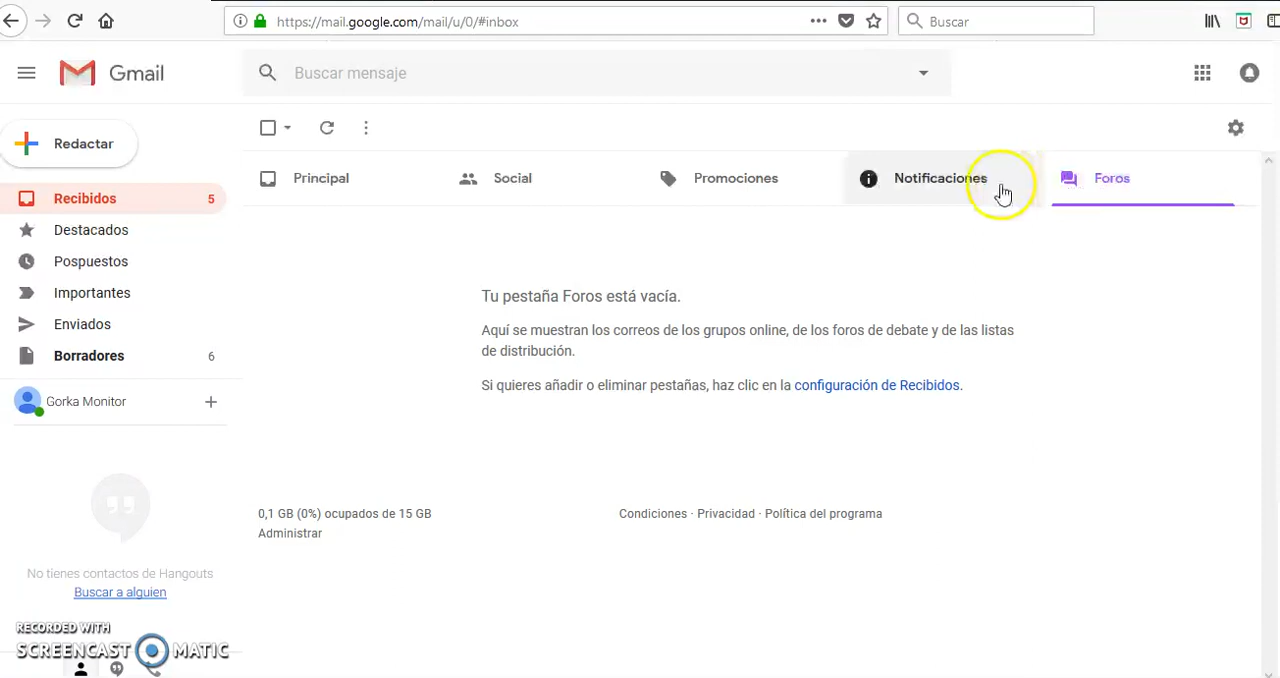 https://mail.google.com/mail/u/0/#inbox
Buscar
Gmail
Buscar mensaje
Redactar
Principal
Social
Promociones
Notificaciones
Foros
Recibidos 5
Destacados
Pospuestos
Importantes
Enviados
Borradores 6
Gorka Monitor
Tu pestaña Foros está vacía.
Aquí se muestran los correos de los grupos online, de los foros de debate y de las listas
de distribución.
Si quieres añadir o eliminar pestañas, haz clic en la configuración de Recibidos.
0,1 GB (0%) ocupados de 15 GB
Administrar
Condiciones · Privacidad · Política del programa
No tienes contactos de Hangouts
Buscar a alguien
RECORDED WITH
SCREENCAST MATIC